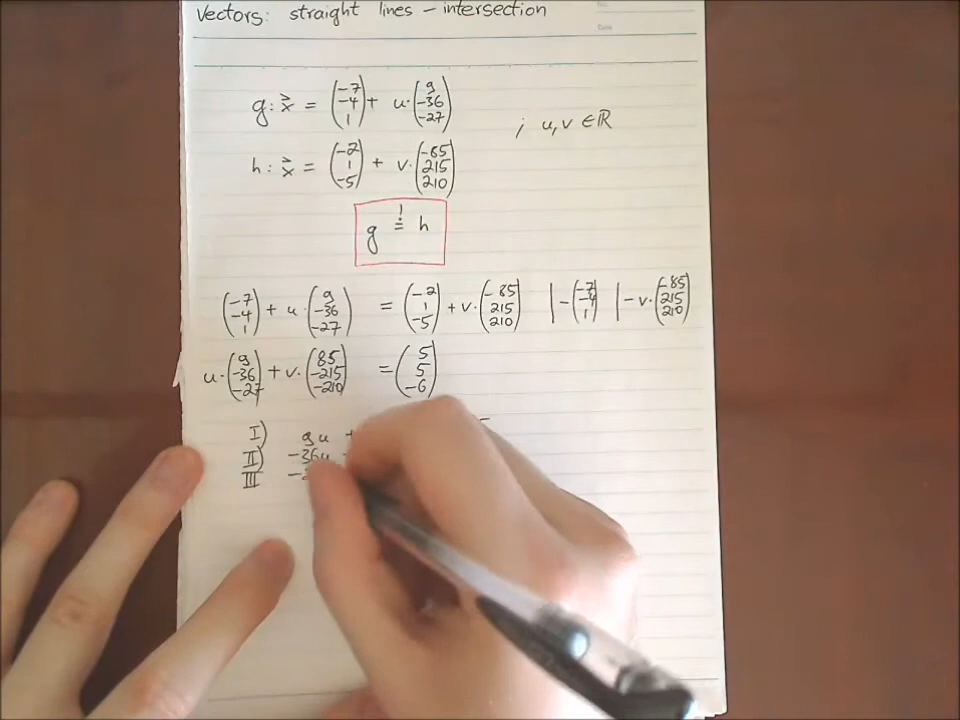 Vectors: straight lines – intersection
No.
Date
g: x⃗ = (-7 -4 1) + u·(9 -36 -27)
; u,v ∈ ℝ
h: x⃗ = (-2 1 -5) + v·(-85 215 210)
g ≝ h
(-7 -4 1) + u·(9 -36 -27) = (-2 1 -5) + v·(-85 215 210) | -(-7 -4 1) | -v·(-85 215 210)
u·(9 -36 -27) + v·(85 -215 -210) = (5 5 -6)
I) 9u +
II) -36u -
III -